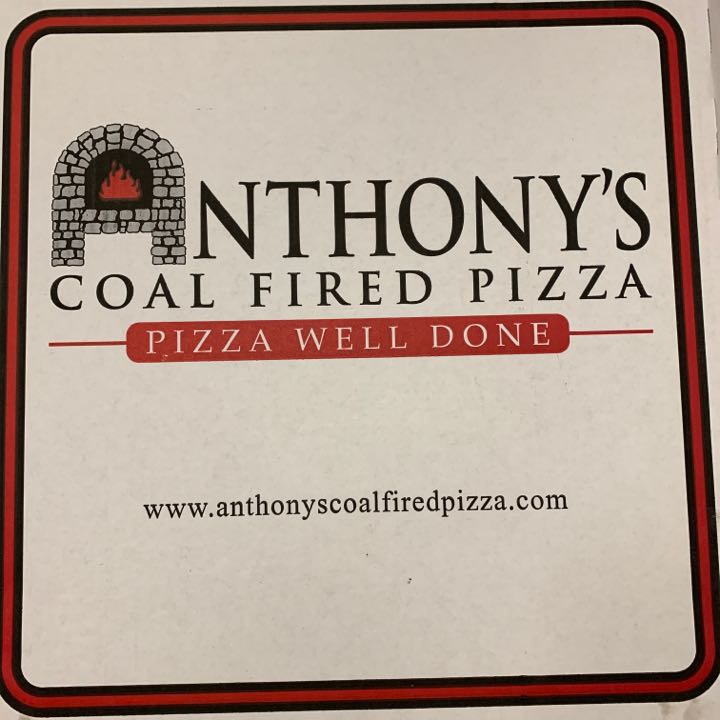 ANTHONY'S
COAL FIRED PIZZA
PIZZA WELL DONE
www.anthonyscoalfiredpizza.com